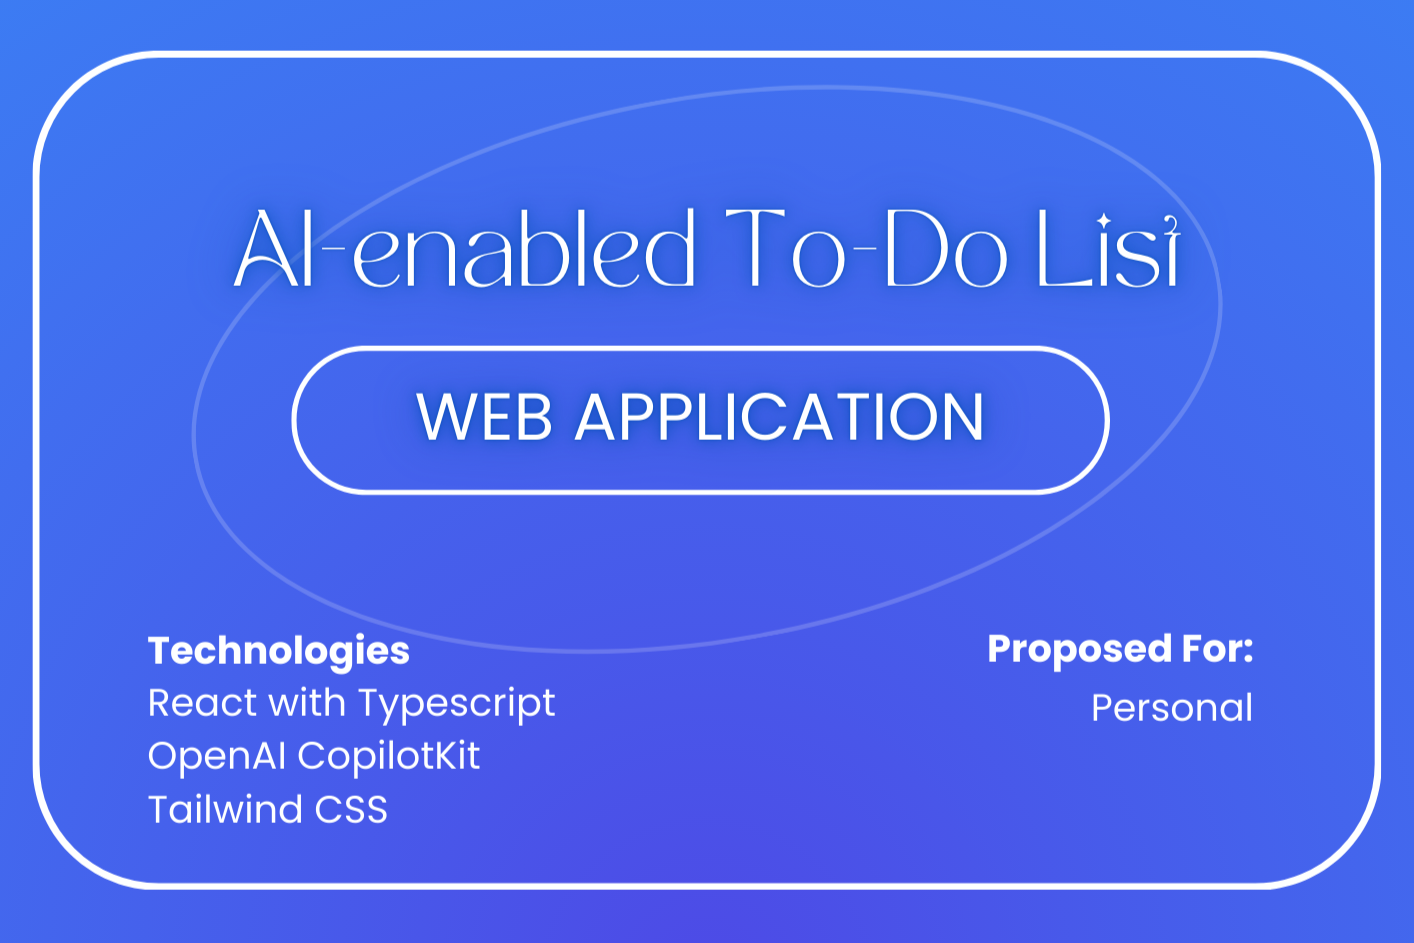 AI-enabled To-Do List
WEB APPLICATION
Technologies
React with Typescript
OpenAI CopilotKit
Tailwind CSS
Proposed For:
Personal